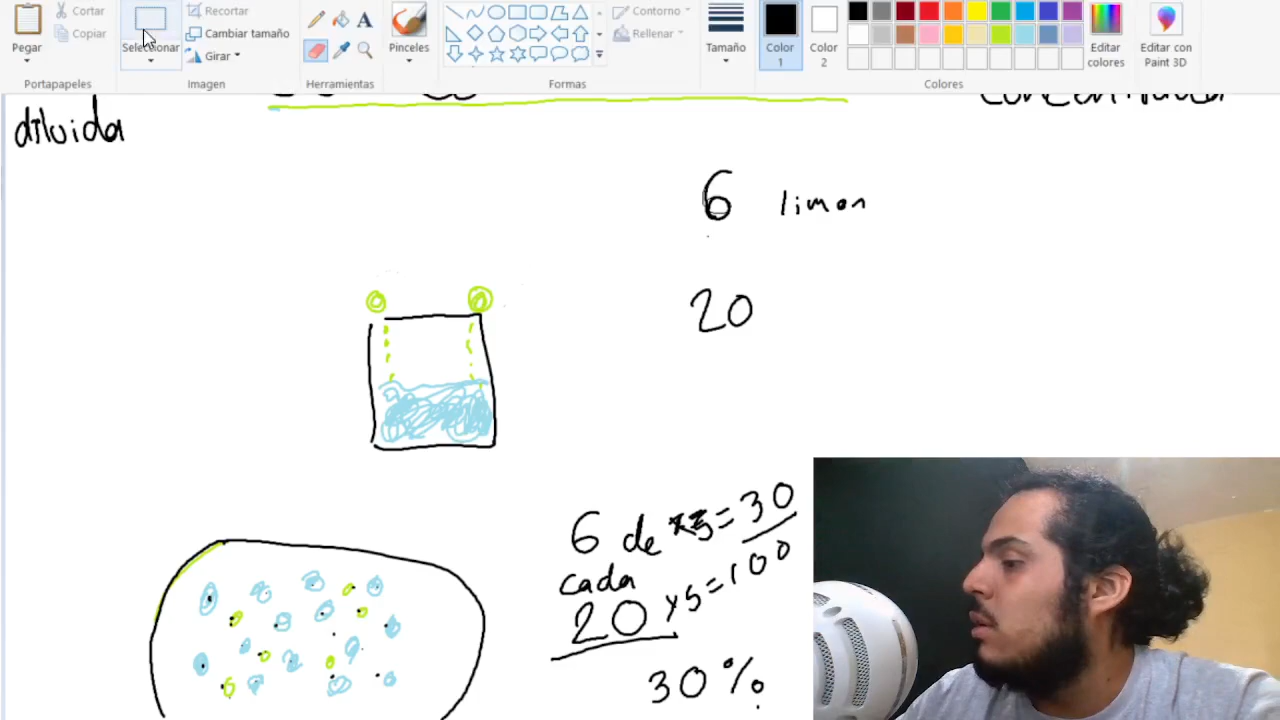 Pegar
Cortar
Copiar
Portapapeles
Seleccionar
Recortar
Cambiar tamaño
Girar
Imagen
A
Herramientas
Pinceles
Contorno
Rellenar
Formas
Tamaño
Color 1
Color 2
Editar colores
Editar con Paint 3D
Colores
diluida
6 limon
20
6 de x5=30
cada
20 x5=100
30%